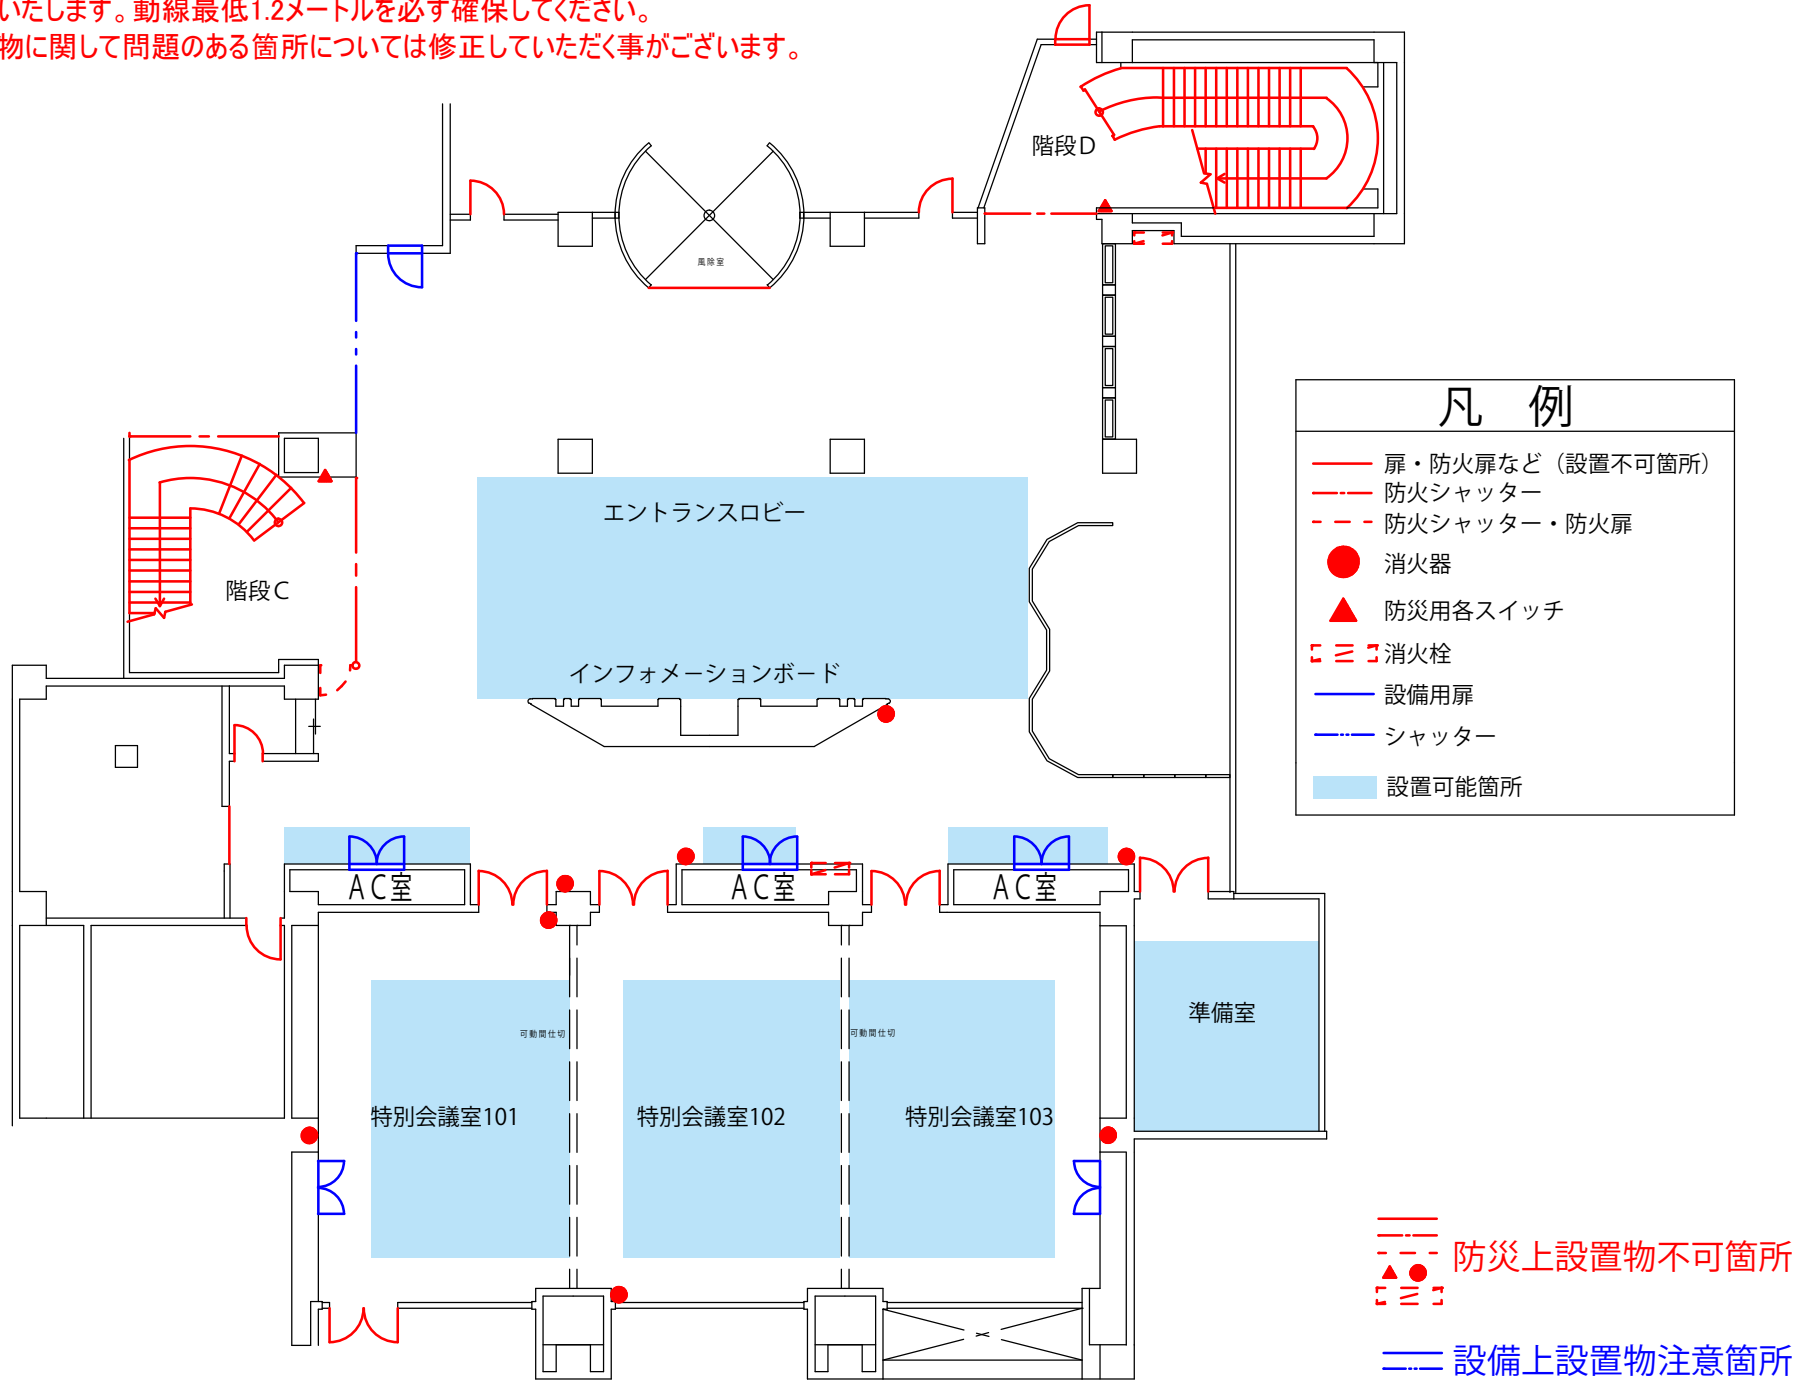 いたします。動線最低1.2メートルを必ず確保してください。
物に関して問題のある箇所については修正していただく事がございます。
階段D
風除室
凡 例
扉・防火扉など（設置不可箇所）
防火シャッター
防火シャッター・防火扉
消火器
防災用各スイッチ
消火栓
設備用扉
シャッター
設置可能箇所
エントランスロビー
階段C
インフォメーションボード
AC室
AC室
AC室
準備室
可動間仕切
可動間仕切
特別会議室101
特別会議室102
特別会議室103
防災上設置物不可箇所
設備上設置物注意箇所